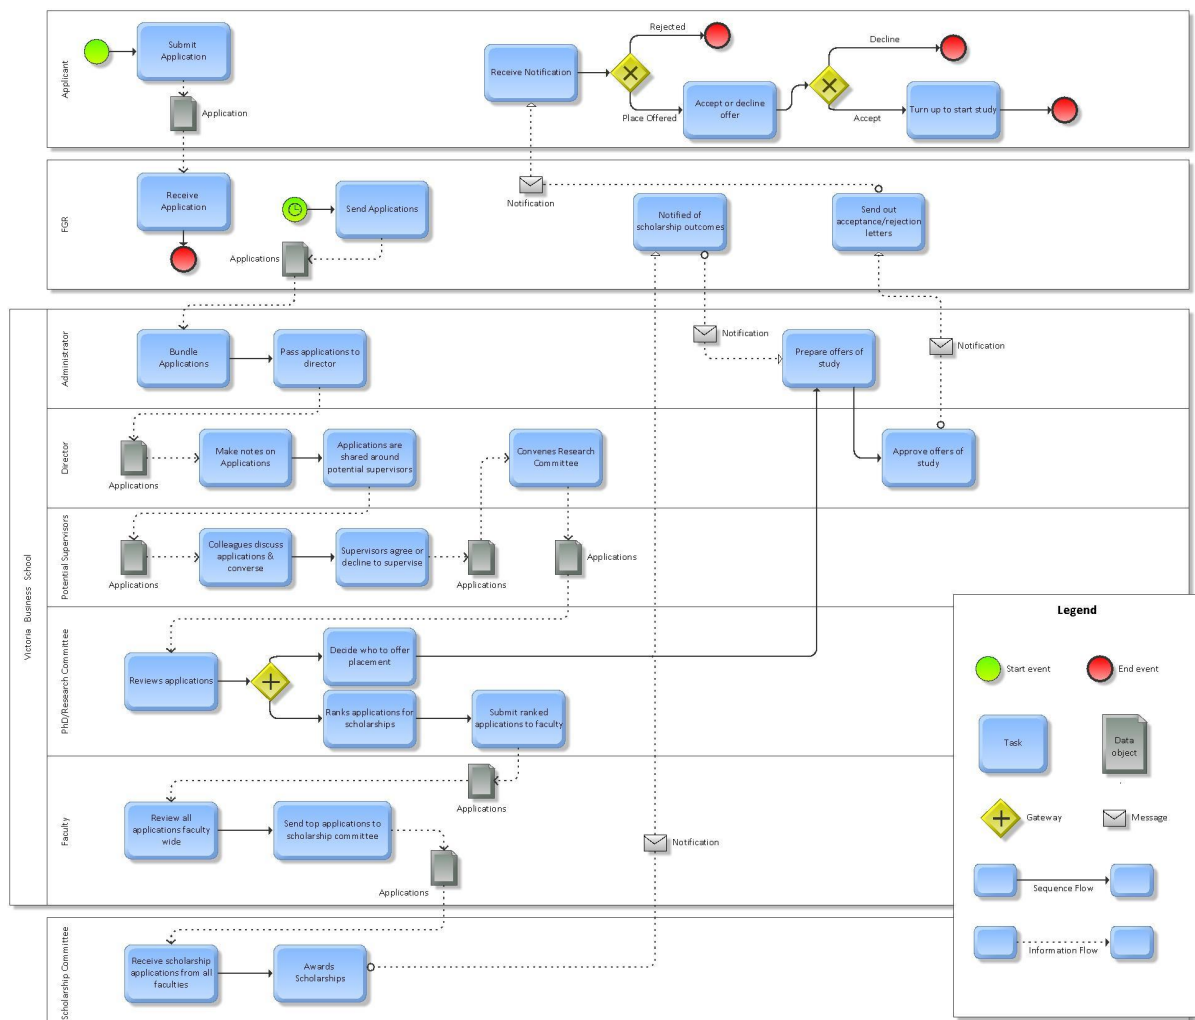 Applicant
Submit
Application
Application
Receive Notification
Rejected
Place Offered
Accept or decline
offer
Decline
Accept
Turn up to start study
FGR
Receive
Application
Send Applications
Applications
Notification
Notified of
scholarship outcomes
Send out
acceptance/rejection
letters
Victoria Business School
Administrator
Bundle
Applications
Pass applications to
director
Notification
Prepare offers of
study
Notification
Director
Applications
Make notes on
Applications
Applications are
shared around
potential supervisors
Convenes Research
Committee
Approve offers of
study
Potential Supervisors
Applications
Colleagues discuss
applications &
converse
Supervisors agree or
decline to supervise
Applications
Applications
PhD/Research Committee
Reviews applications
Decide who to offer
placement
Ranks applications for
scholarships
Submit ranked
applications to faculty
Faculty
Applications
Review all
applications faculty
wide
Send top applications to
scholarship committee
Applications
Notification
Scholarship Committee
Receive scholarship
applications from all
faculties
Awards
Scholarships
Legend
Start event
End event
Task
Data
object
Gateway
Message
Sequence Flow
Information Flow